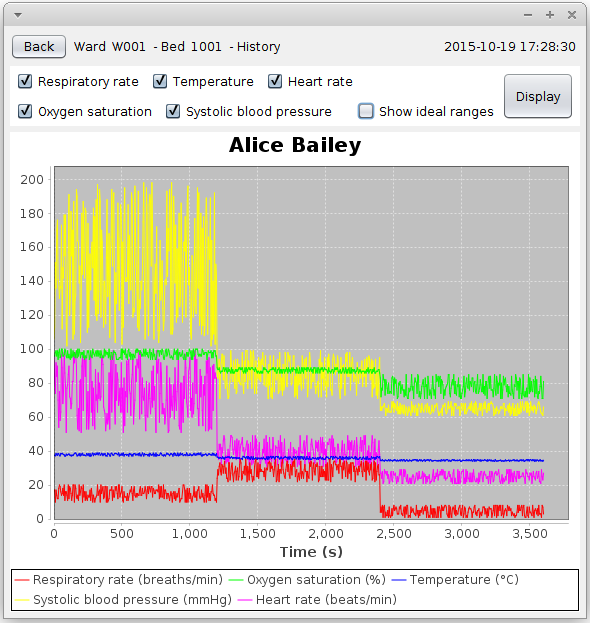 Back Ward W001 - Bed 1001 - History 2015-10-19 17:28:30
Respiratory rate Temperature Heart rate
Display
Oxygen saturation Systolic blood pressure Show ideal ranges
Alice Bailey
200
180
160
140
120
100
80
60
40
20
0
0 500 1,000 1,500 2,000 2,500 3,000 3,500
Time (s)
Respiratory rate (breaths/min) Oxygen saturation (%) Temperature (°C)
Systolic blood pressure (mmHg) Heart rate (beats/min)